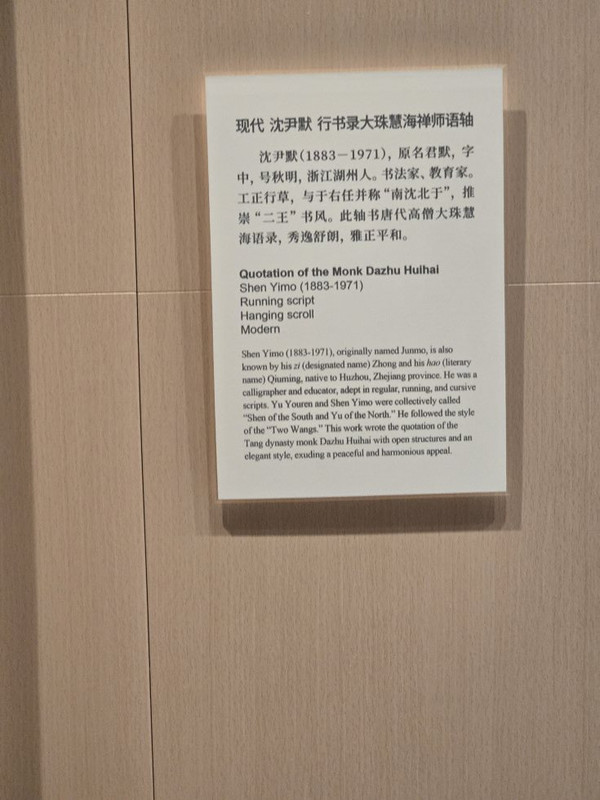 现代 沈尹默 行书录大珠慧海禅师语轴
沈尹默(1883—1971), 原名君默, 字
中, 号秋明, 浙江湖州人。书法家、教育家。
工正行草, 与于右任并称“南沈北于”, 推
崇“二王”书风。此轴书唐代高僧大珠慧
海语录, 秀逸舒朗, 雅正平和。
Quotation of the Monk Dazhu Huihai
Shen Yimo (1883-1971)
Running script
Hanging scroll
Modern
Shen Yimo (1883-1971), originally named Junmo, is also
known by his zi (designated name) Zhong and his hao (literary
name) Qiuming, native to Huzhou, Zhejiang province. He was a
calligrapher and educator, adept in regular, running, and cursive
scripts. Yu Youren and Shen Yimo were collectively called
“Shen of the South and Yu of the North.” He followed the style
of the “Two Wangs.” This work wrote the quotation of the
Tang dynasty monk Dazhu Huihai with open structures and an
elegant style, exuding a peaceful and harmonious appeal.